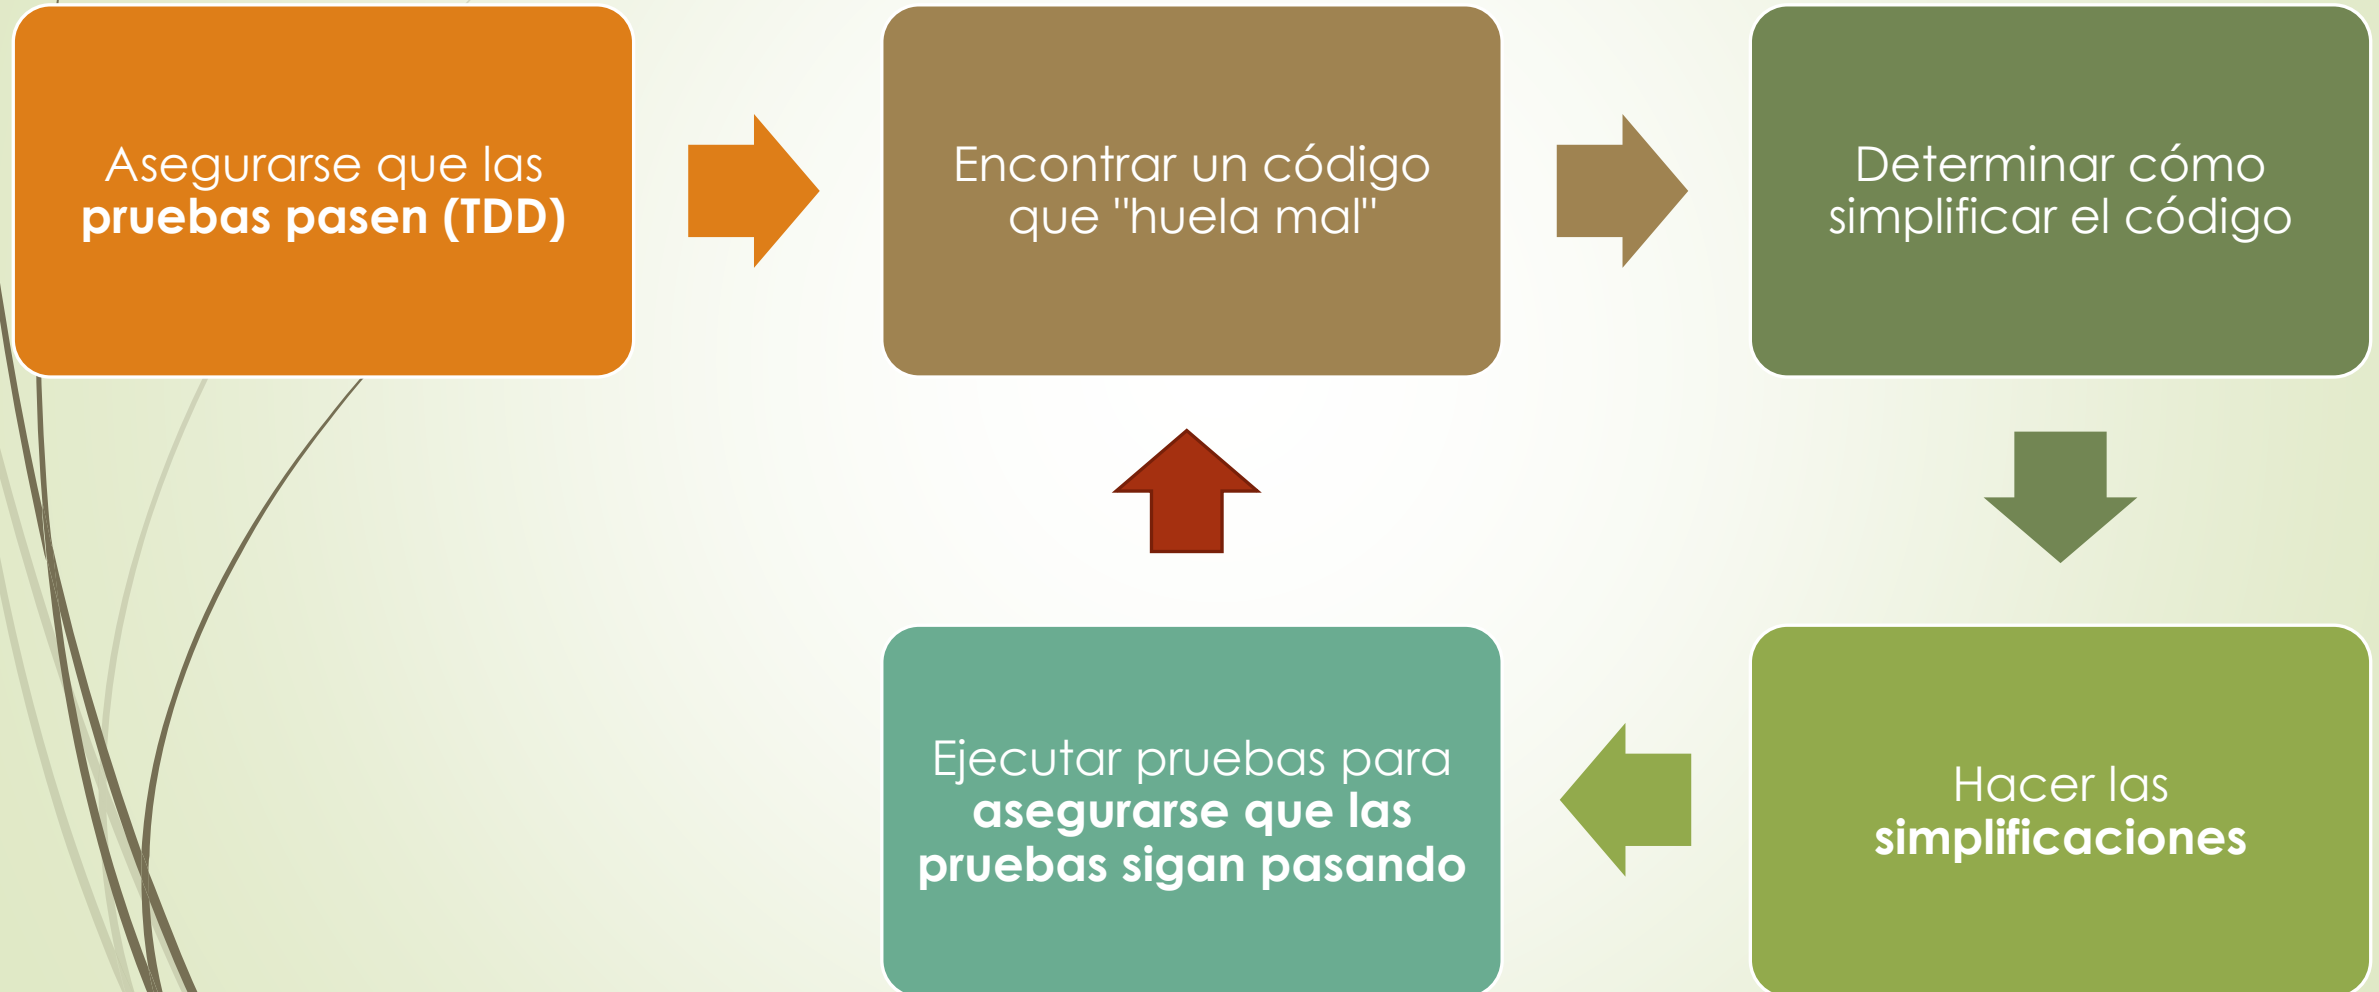 Asegurarse que las
pruebas pasen (TDD)
Encontrar un código
que "huela mal"
Determinar cómo
simplificar el código
Hacer las
simplificaciones
Ejecutar pruebas para
asegurarse que las
pruebas sigan pasando